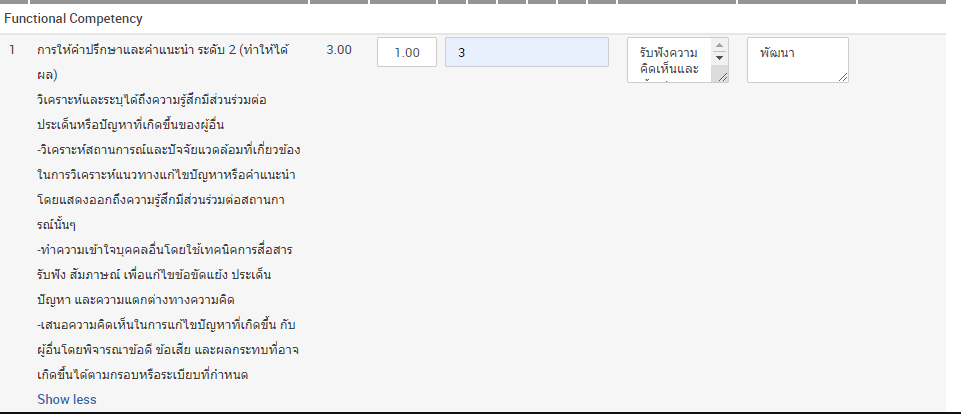 Functional Competency
1 การให้คำปรึกษาและคำแนะนำ ระดับ 2 (ทำให้ได้ 3.00 1.00 3 รับฟังความ พัฒนา
ผล) คิดเห็นและ
วิเคราะห์และระบุได้ถึงความรู้สึกมีส่วนร่วมต่อ
ประเด็นหรือปัญหาที่เกิดขึ้นของผู้อื่น
-วิเคราะห์สถานการณ์และปัจจัยแวดล้อมที่เกี่ยวข้อง
ในการวิเคราะห์แนวทางแก้ไขปัญหาหรือคำแนะนำ
โดยแสดงออกถึงความรู้สึกมีส่วนร่วมต่อสถานกา
รณ์นั้นๆ
-ทำความเข้าใจบุคคลอื่นโดยใช้เทคนิคการสื่อสาร
รับฟัง สัมภาษณ์ เพื่อแก้ไขข้อขัดแย้ง ประเด็น
ปัญหา และความแตกต่างทางความคิด
-เสนอความคิดเห็นในการแก้ไขปัญหาที่เกิดขึ้น กับ
ผู้อื่นโดยพิจารณาข้อดี ข้อเสีย และผลกระทบที่อาจ
เกิดขึ้นได้ตามกรอบหรือระเบียบที่กำหนด
Show less